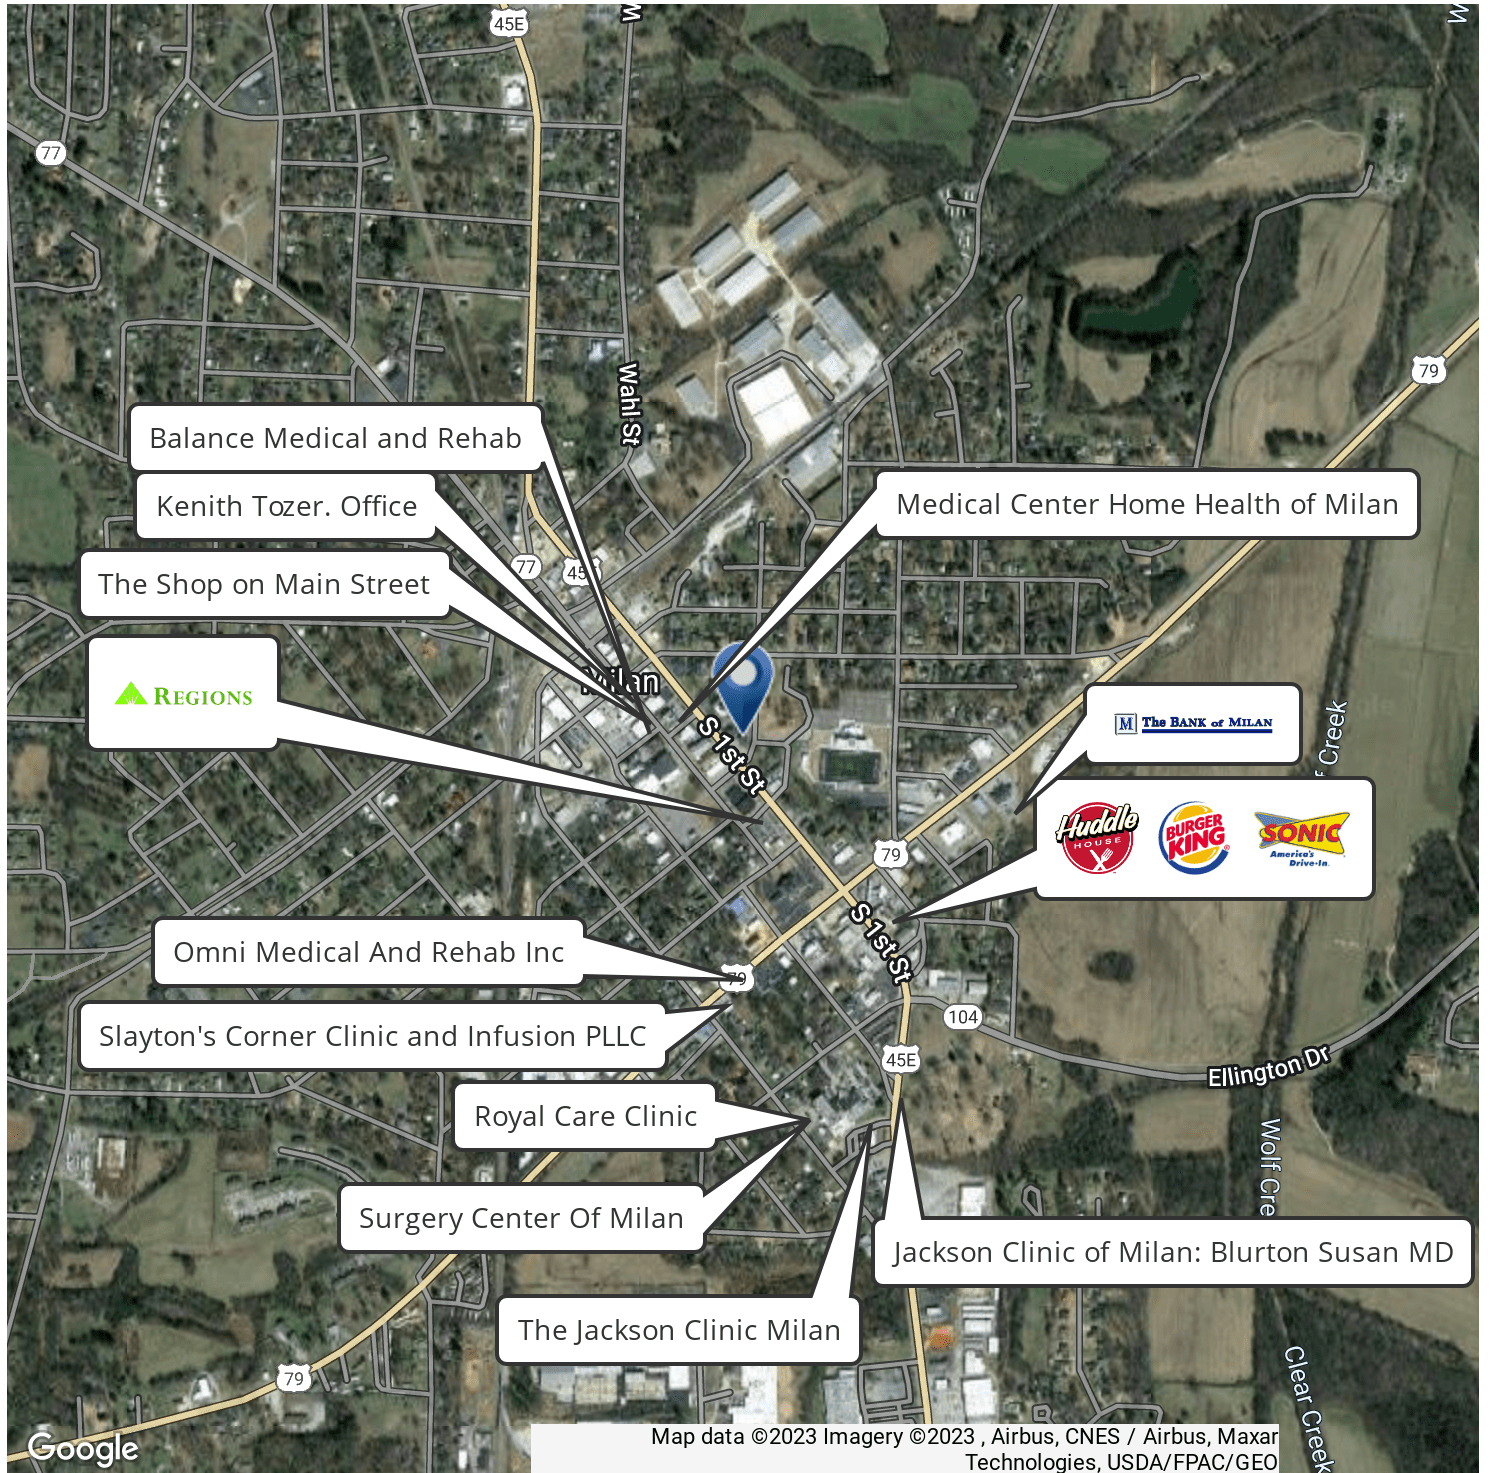 45E
W
W
77
79
Wahl St
Balance Medical and Rehab
Kenith Tozer. Office
Medical Center Home Health of Milan
77
45
The Shop on Main Street
Milan
REGIONS
M The BANK of MILAN
S 1st St
f Creek
Huddle
HOUSE
BURGER
KING
SONIC
America's
Drive-In
79
S 1st St
Omni Medical And Rehab Inc
79
104
Slayton's Corner Clinic and Infusion PLLC
45E
Ellington Dr
Royal Care Clinic
Wolf Cre
Surgery Center Of Milan
Jackson Clinic of Milan: Blurton Susan MD
The Jackson Clinic Milan
79
Clear Creek
Google
Map data ©2023 Imagery ©2023 , Airbus, CNES / Airbus, Maxar
Technologies, USDA/FPAC/GEO